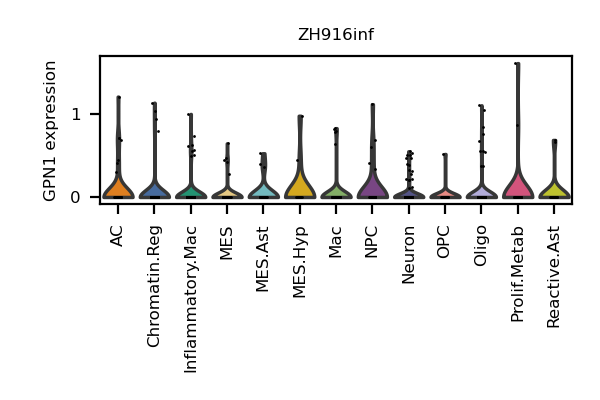 ZH916inf
GPN1 expression
1
0
AC
Chromatin.Reg
Inflammatory.Mac
MES
MES.Ast
MES.Hyp
Mac
NPC
Neuron
OPC
Oligo
Prolif.Metab
Reactive.Ast